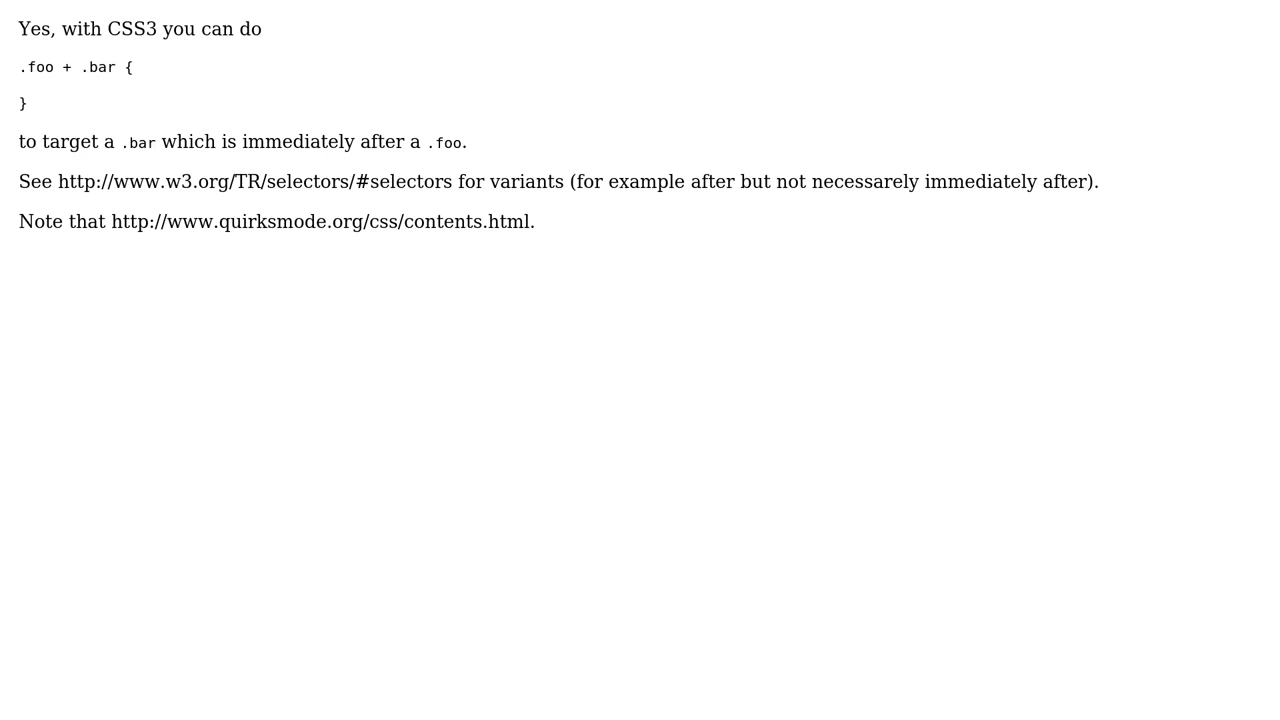 Yes, with CSS3 you can do
.foo + .bar {
}
to target a .bar which is immediately after a .foo.
See http://www.w3.org/TR/selectors/#selectors for variants (for example after but not necessarely immediately after).
Note that http://www.quirksmode.org/css/contents.html.